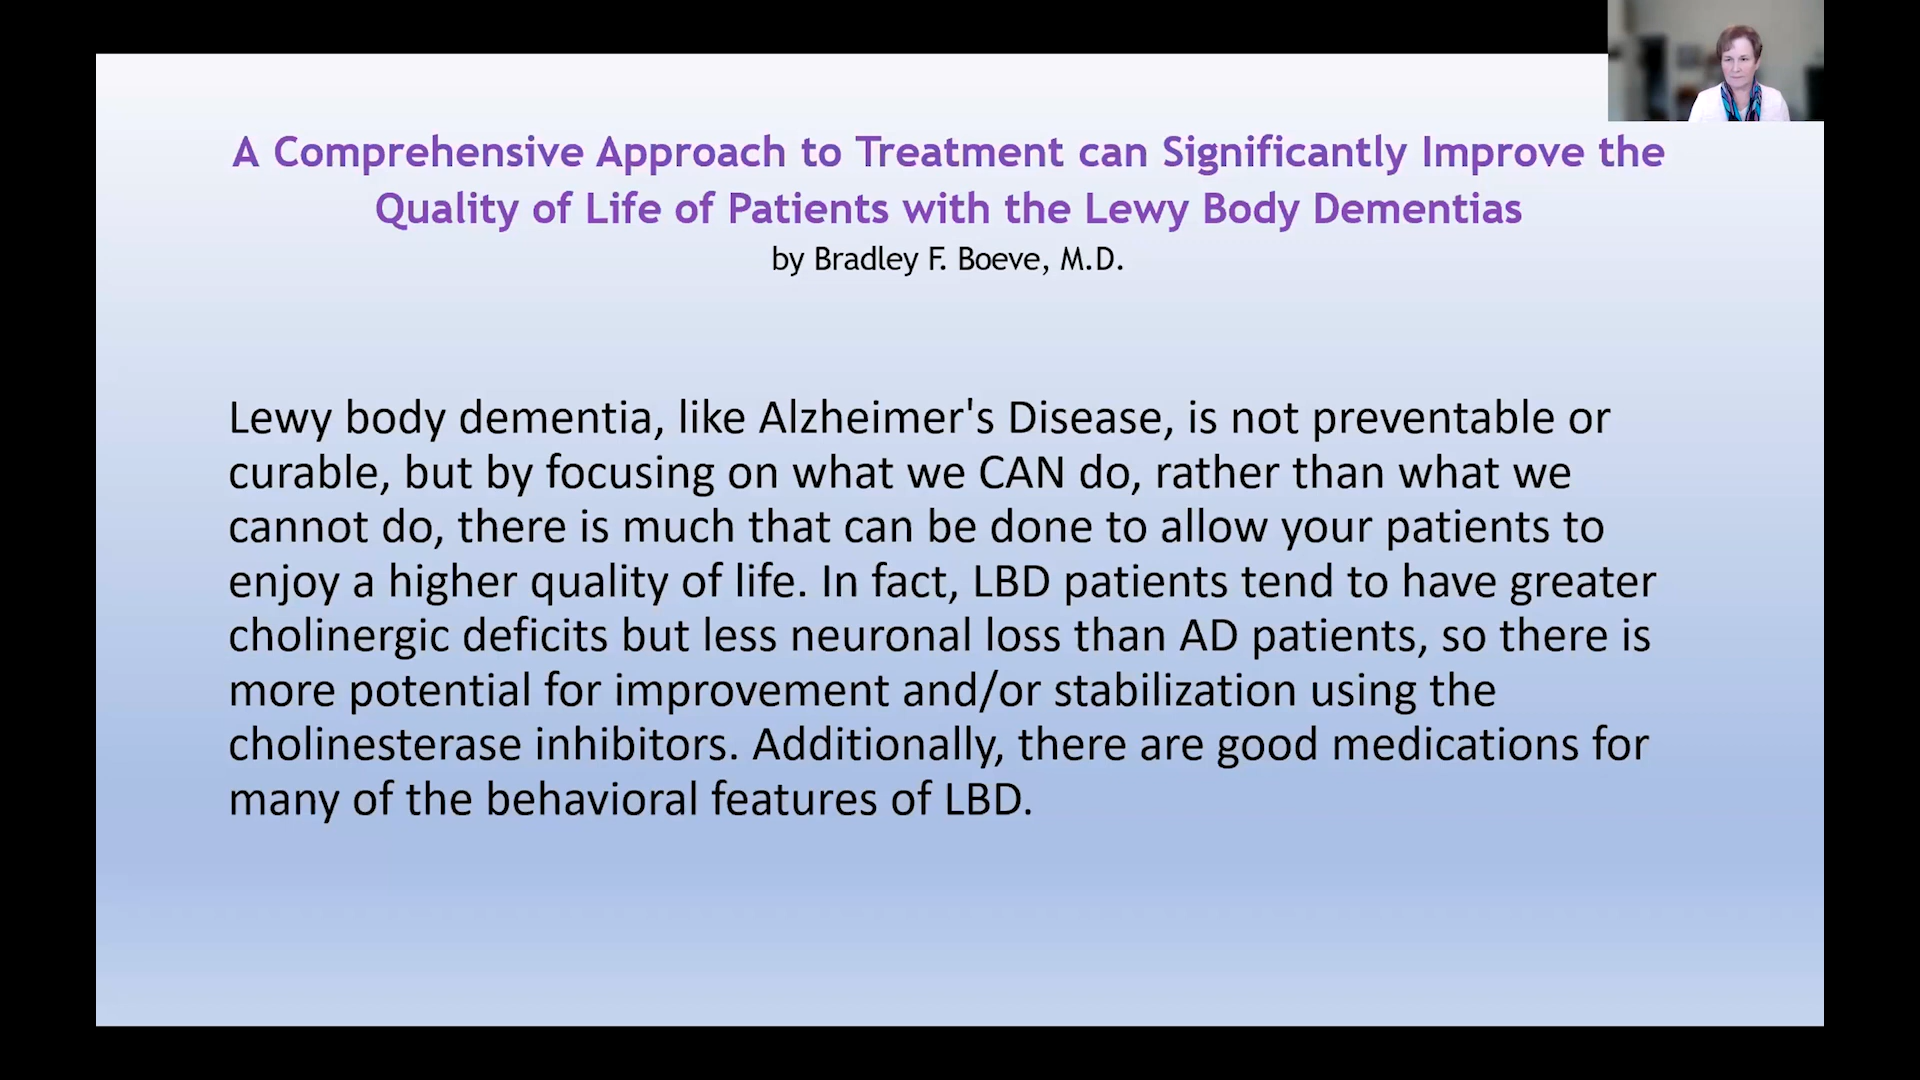 A Comprehensive Approach to Treatment can Significantly Improve the
Quality of Life of Patients with the Lewy Body Dementias
by Bradley F. Boeve, M.D.
Lewy body dementia, like Alzheimer's Disease, is not preventable or
curable, but by focusing on what we CAN do, rather than what we
cannot do, there is much that can be done to allow your patients to
enjoy a higher quality of life. In fact, LBD patients tend to have greater
cholinergic deficits but less neuronal loss than AD patients, so there is
more potential for improvement and/or stabilization using the
cholinesterase inhibitors. Additionally, there are good medications for
many of the behavioral features of LBD.